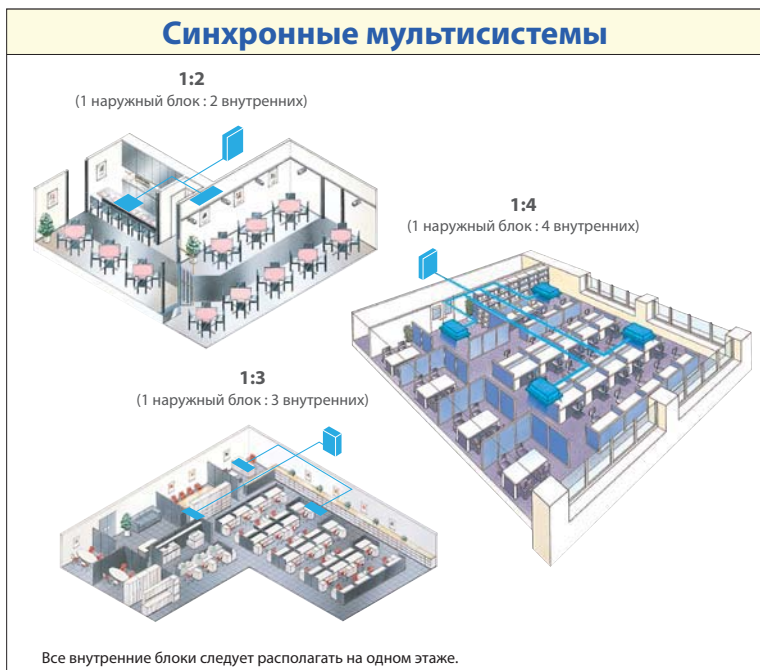 Синхронные мультисистемы
1:2
(1 наружный блок : 2 внутренних)
1:4
(1 наружный блок : 4 внутренних)
1:3
(1 наружный блок : 3 внутренних)
Все внутренние блоки следует располагать на одном этаже.